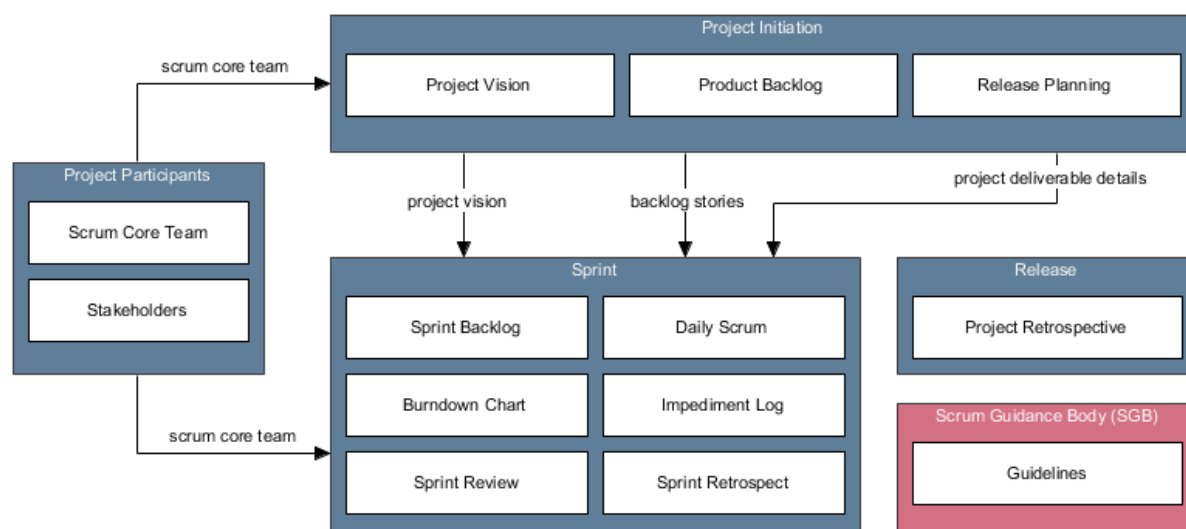 Project Initiation
scrum core team
Project Vision
Product Backlog
Release Planning
Project Participants
Scrum Core Team
Stakeholders
project vision
backlog stories
project deliverable details
Sprint
Sprint Backlog
Daily Scrum
Burndown Chart
Impediment Log
Sprint Review
Sprint Retrospect
scrum core team
Release
Project Retrospective
Scrum Guidance Body (SGB)
Guidelines